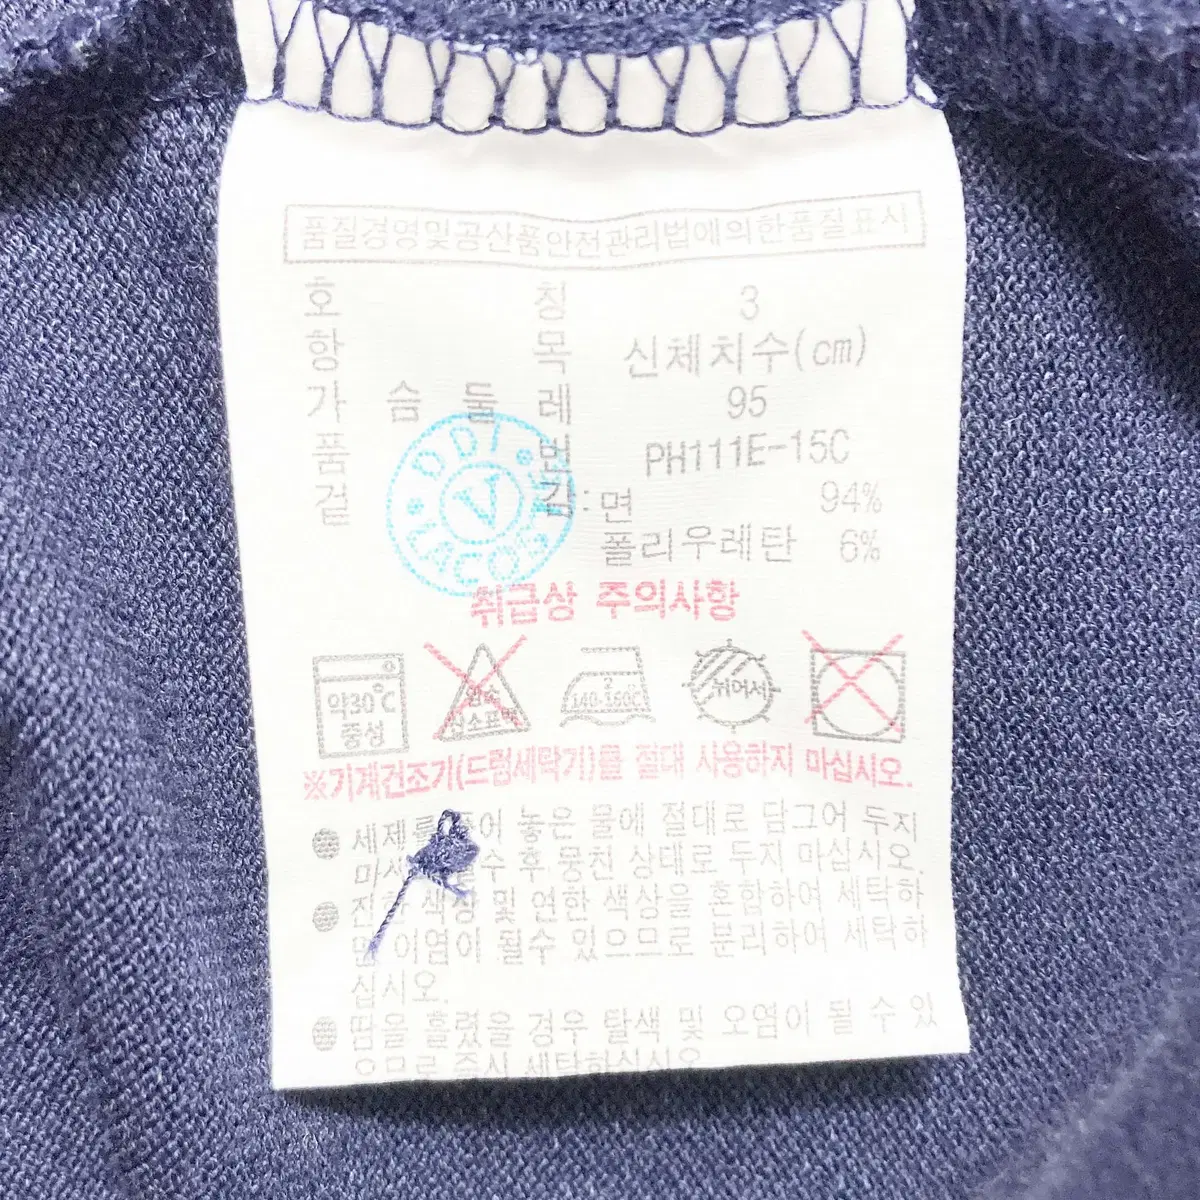 품질경영및공산품안전관리법에의한품질표시
호 칭 3
항 목 신체치수(cm)
가 슴 둘 레 95
품 번 PH111E-15C
겉 감: 면 94%
폴리우레탄 6%
DDI
V
LACOS
취급상 주의사항
약30℃
중성
염소
산소표백
2
140-160℃
뉘어서
※기계건조기(드럼세탁기)를 절대 사용하지 마십시오.
세제를 놓은 물에 절대로 담그어 두지
후 뭉친 상태로 두지 마십시오.
진한 색상 및 연한 색상을 혼합하여 세탁하
면 이염이 될수 있으므로 분리하여 세탁하
십시오.
땀을 흘렸을 경우 탈색 및 오염이 될 수 있
으므로 즉시 세탁하십시오